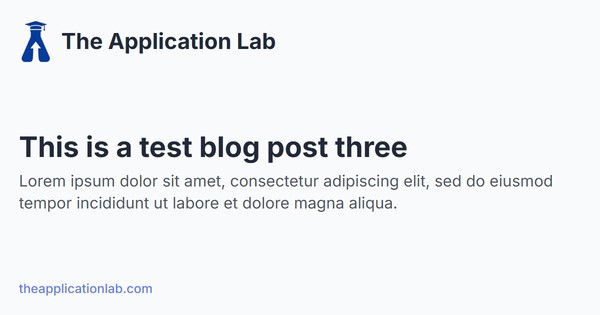 The Application Lab
This is a test blog post three
Lorem ipsum dolor sit amet, consectetur adipiscing elit, sed do eiusmod
tempor incididunt ut labore et dolore magna aliqua.
theapplicationlab.com